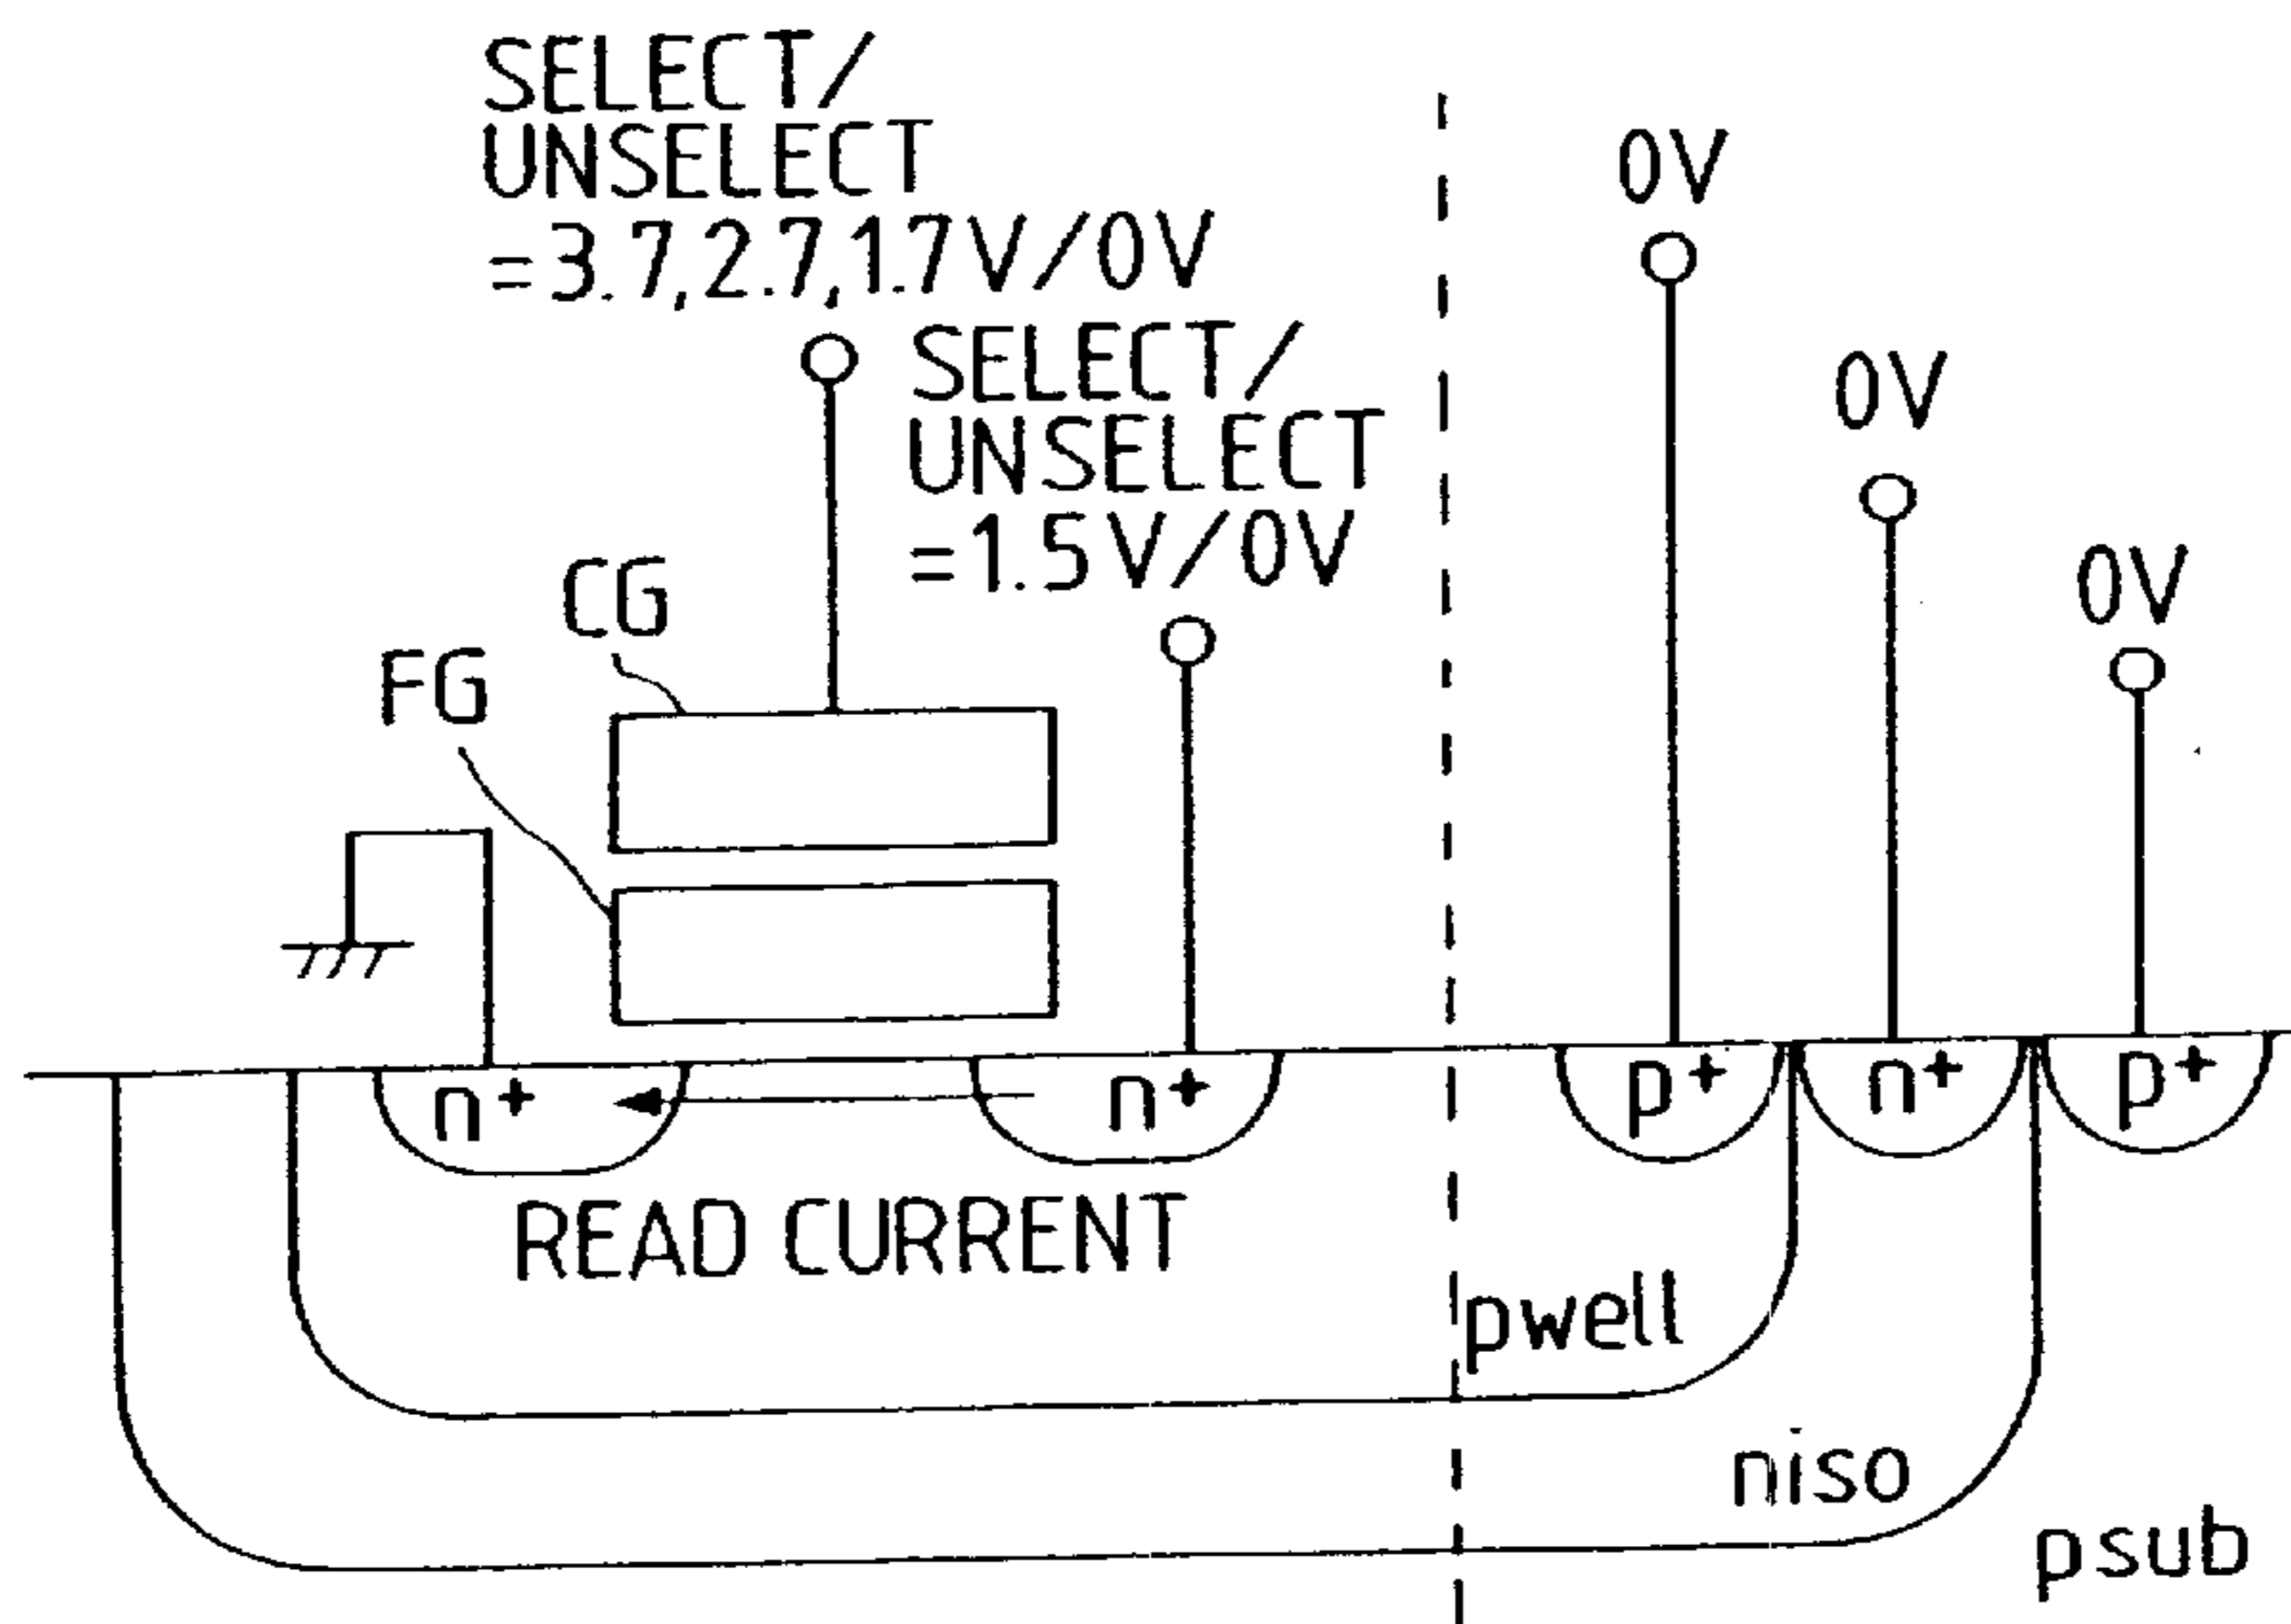 SELECT/
UNSELECT
=3.7,2.7,1.7V/0V
SELECT/
UNSELECT
=1.5V/0V
0V
0V
0V
CG
FG
n+
n+
p+
n+
p+
READ CURRENT
pwell
niso
psub